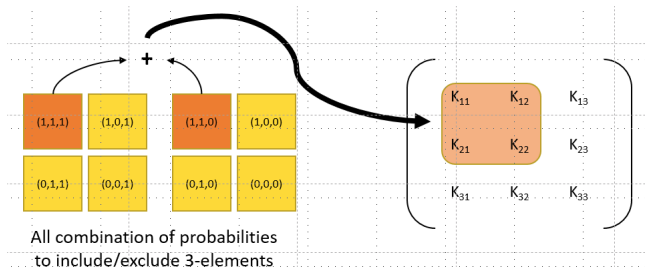 +
(1,1,1) (1,0,1) (1,1,0) (1,0,0)
(0,1,1) (0,0,1) (0,1,0) (0,0,0)
All combination of probabilities
to include/exclude 3-elements
K₁₁ K₁₂ K₁₃
K₂₁ K₂₂ K₂₃
K₃₁ K₃₂ K₃₃